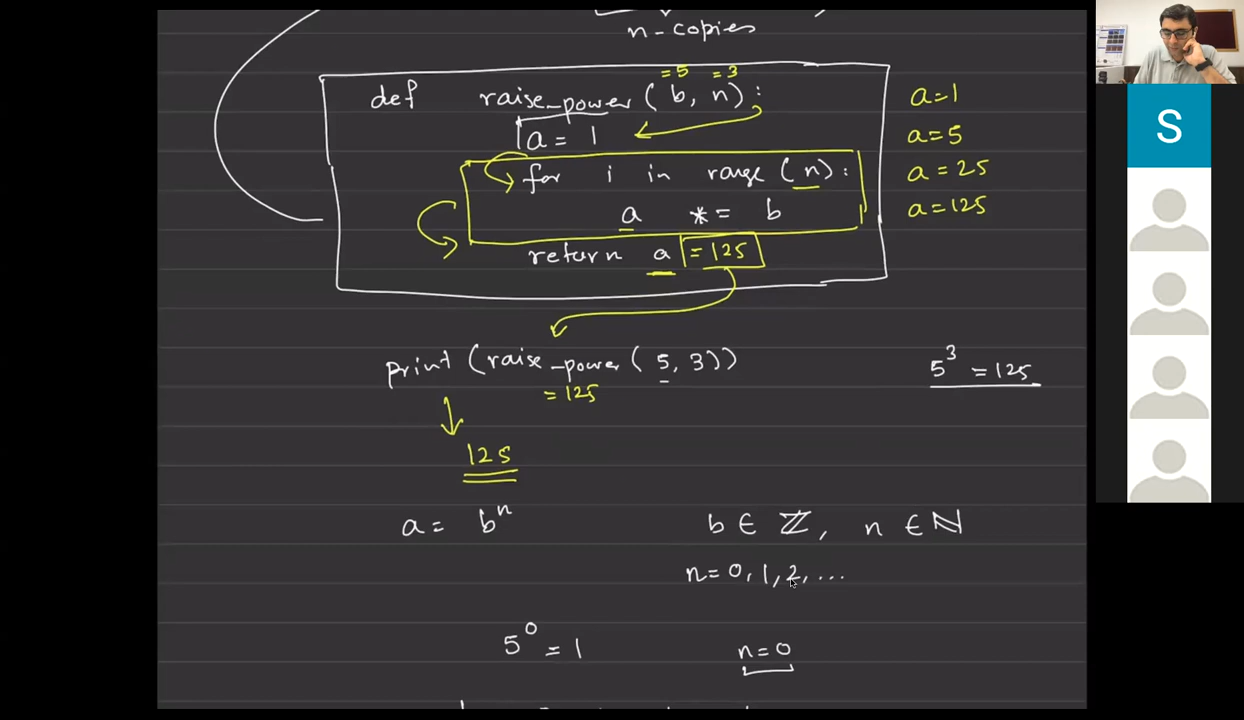 n-copies
=5 =3
def raise_power ( b, n) :
a = 1
for i in range ( n) :
a *= b
return a = 125
a=1
a=5
a = 25
a = 125
print (raise_power ( 5, 3))
= 125
125
5³ = 125
a = bⁿ
b ∈ ℤ, n ∈ ℕ
n = 0, 1, 2, ...
5⁰ = 1
n = 0
S